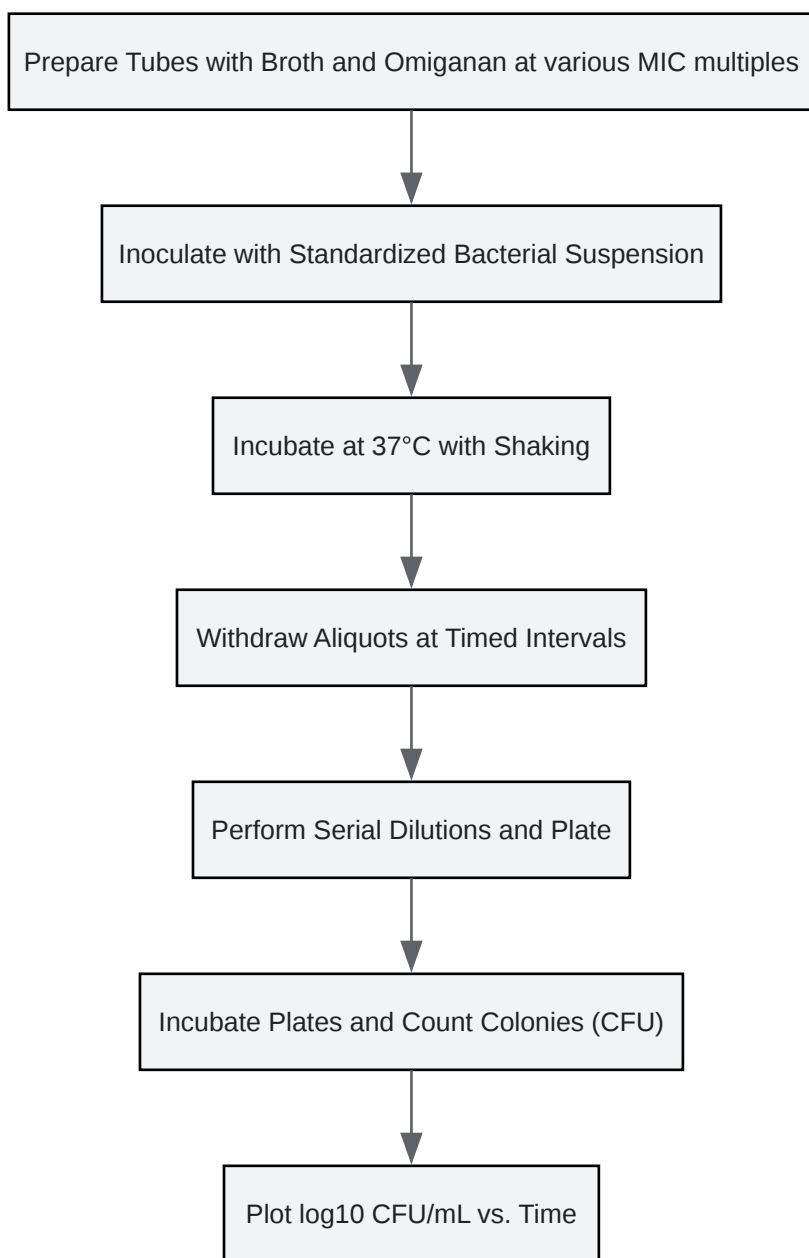 Prepare Tubes with Broth and Omiganan at various MIC multiples
Inoculate with Standardized Bacterial Suspension
Incubate at 37°C with Shaking
Withdraw Aliquots at Timed Intervals
Perform Serial Dilutions and Plate
Incubate Plates and Count Colonies (CFU)
Plot log10 CFU/mL vs. Time